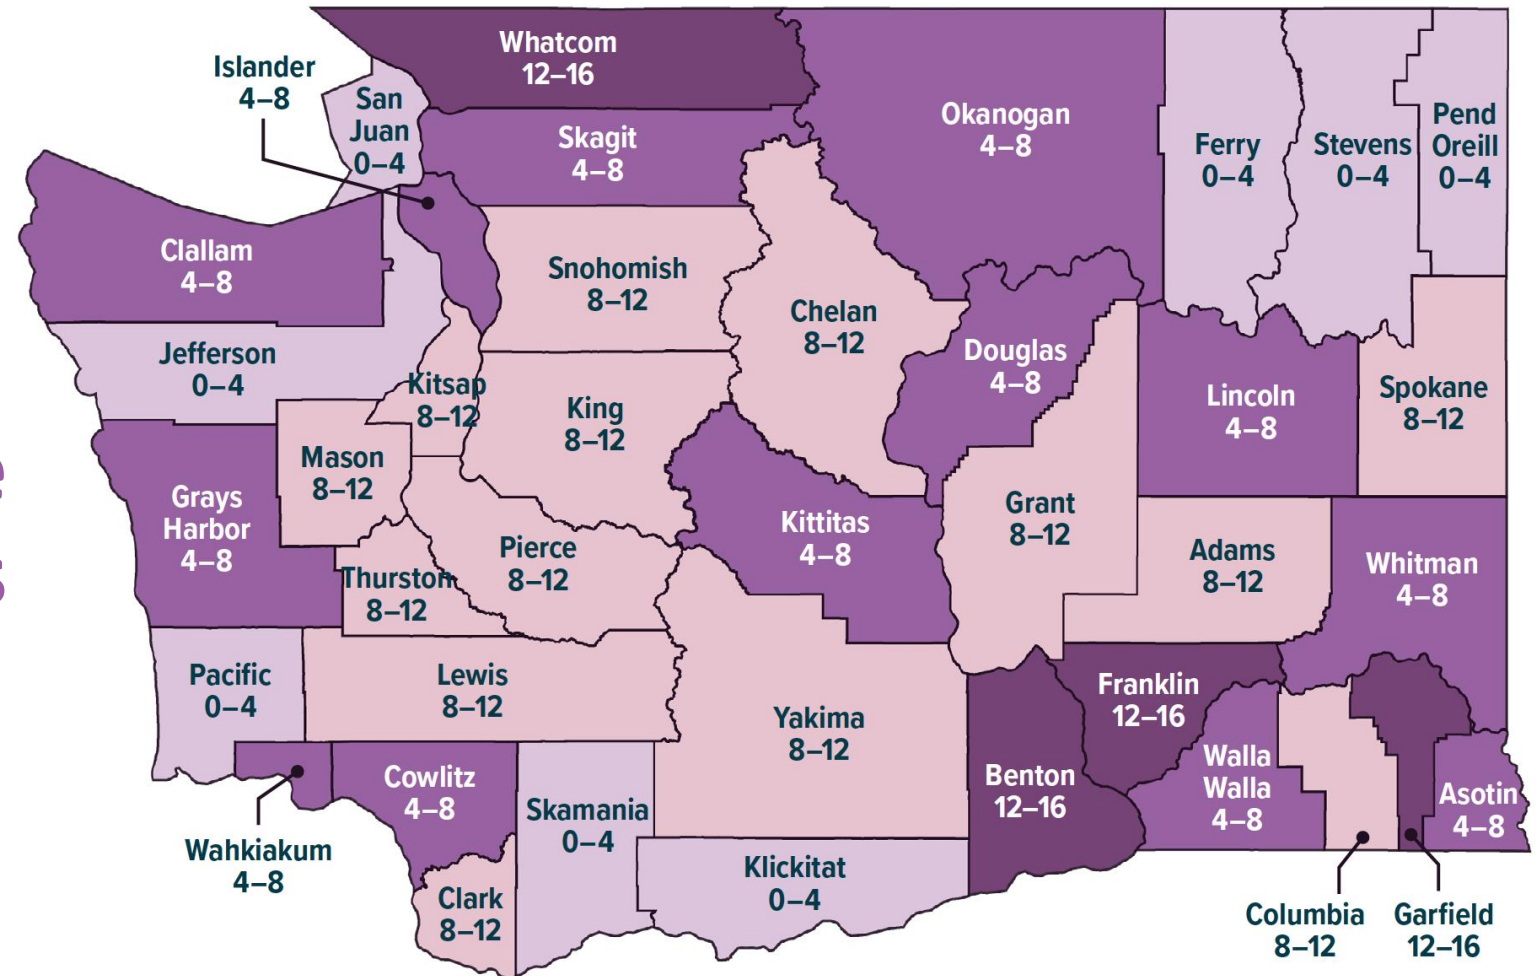 Whatcom
12–16
Islander
4–8
San
Juan
0–4
Skagit
4–8
Okanogan
4–8
Ferry
0–4
Stevens
0–4
Pend
Oreill
0–4
Clallam
4–8
Snohomish
8–12
Chelan
8–12
Jefferson
0–4
Kitsap
8–12
King
8–12
Douglas
4–8
Lincoln
4–8
Spokane
8–12
Mason
8–12
Grays
Harbor
4–8
Thurston
8–12
Pierce
8–12
Kittitas
4–8
Grant
8–12
Adams
8–12
Whitman
4–8
Pacific
0–4
Lewis
8–12
Yakima
8–12
Franklin
12–16
Benton
12–16
Walla
Walla
4–8
Asotin
4–8
Cowlitz
4–8
Skamania
0–4
Wahkiakum
4–8
Clark
8–12
Klickitat
0–4
Columbia
8–12
Garfield
12–16